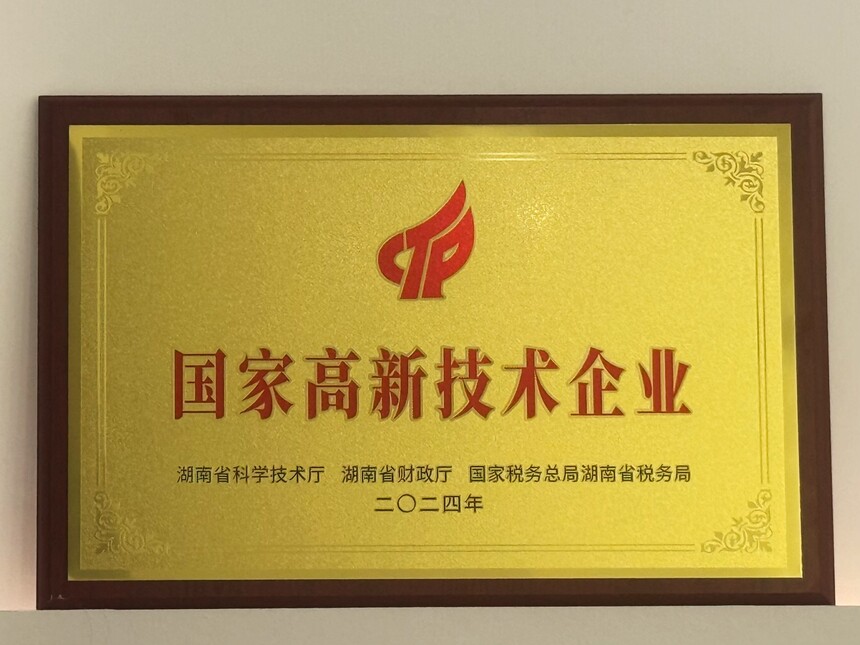 国家高新技术企业
湖南省科学技术厅 湖南省财政厅 国家税务总局湖南省税务局
二〇二四年